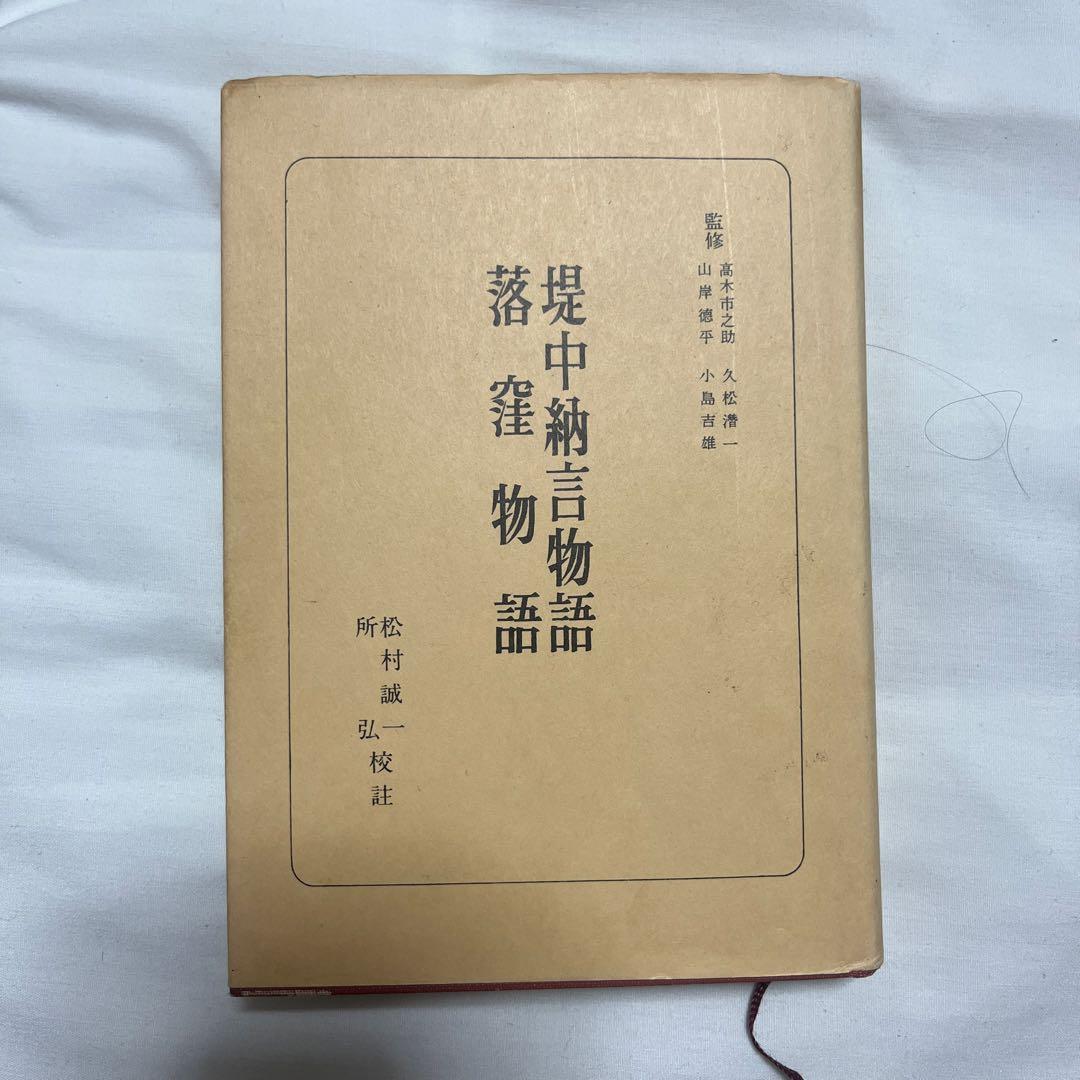 監修
高木市之助 久松潜一
山岸徳平 小島吉雄
堤中納言物語
落窪物語
松村誠一
所弘
校註